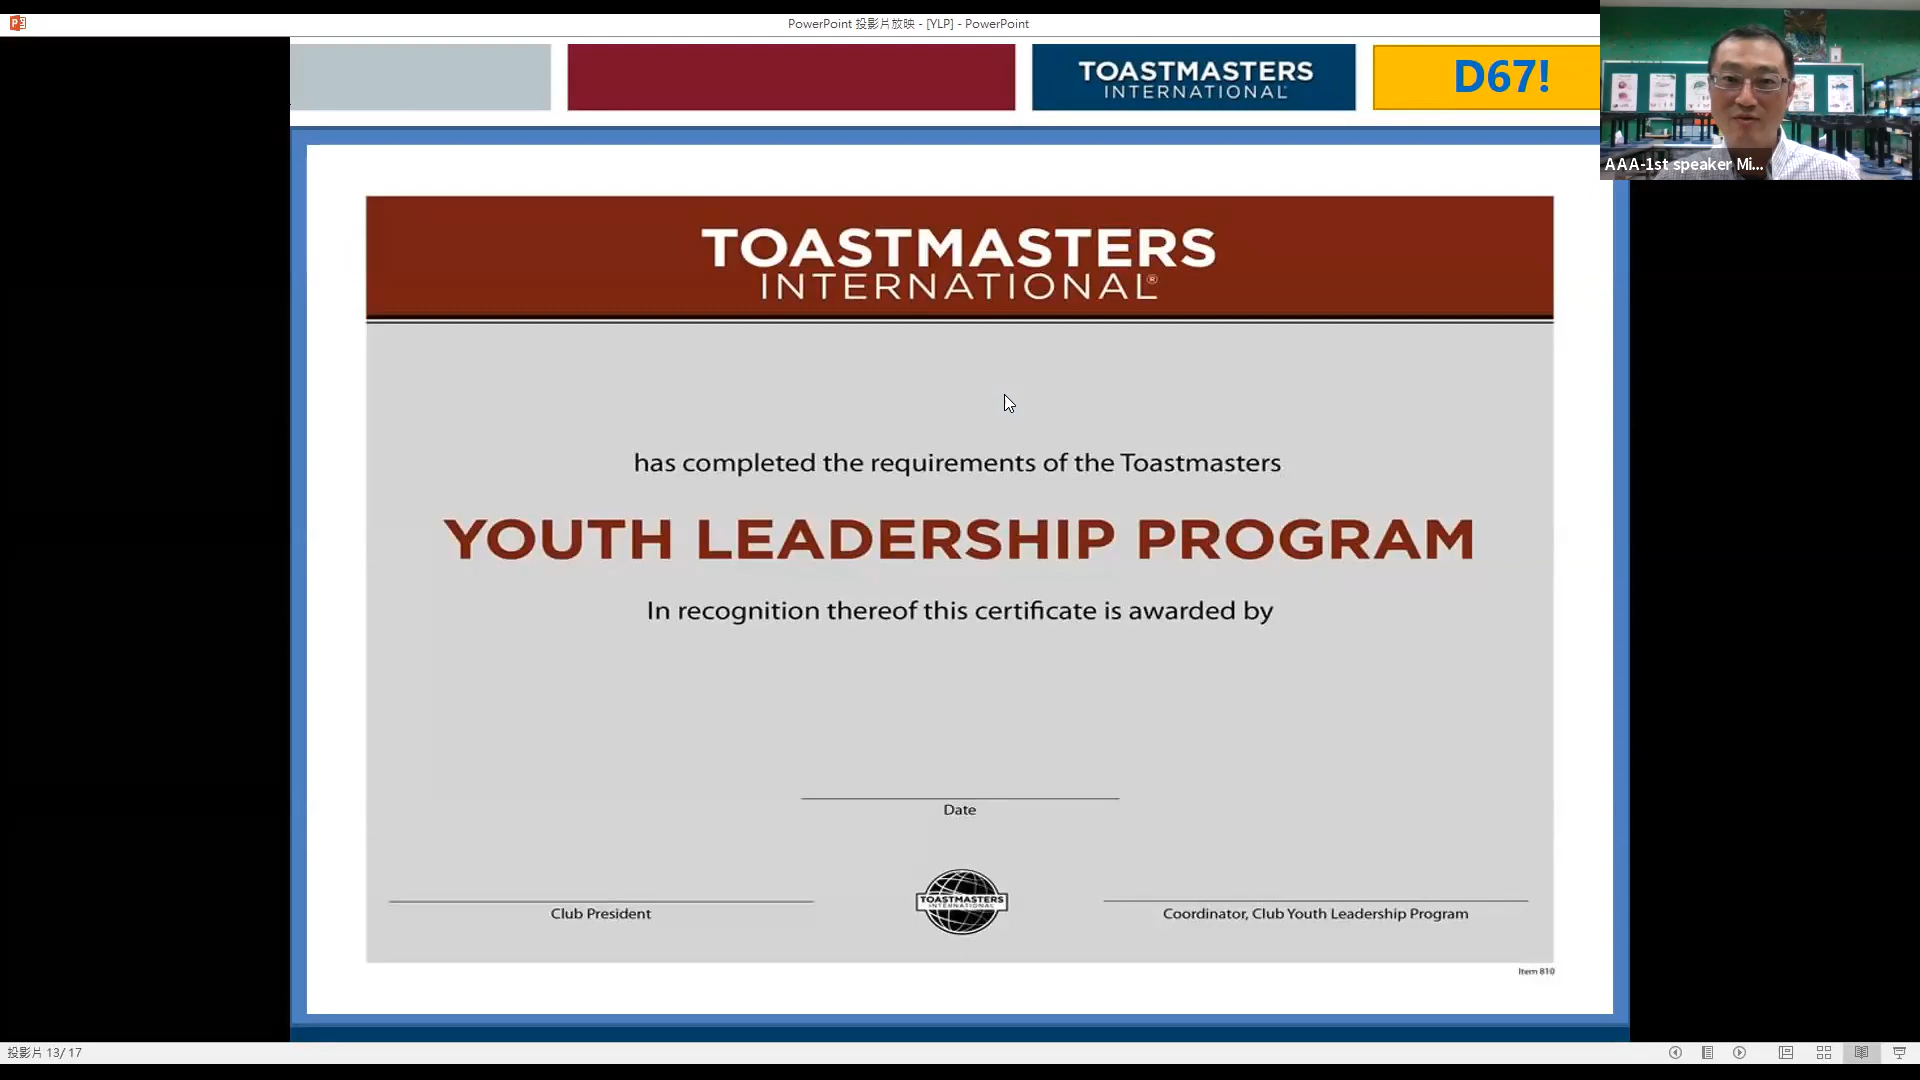 PowerPoint 投影片放映 - [YLP] - PowerPoint
TOASTMASTERS
INTERNATIONAL
D67!
AAA-1st speaker Mi...
TOASTMASTERS
INTERNATIONAL®
has completed the requirements of the Toastmasters
YOUTH LEADERSHIP PROGRAM
In recognition thereof this certificate is awarded by
Date
Club President
TOASTMASTERS
INTERNATIONAL
Coordinator, Club Youth Leadership Program
Item 810
投影片 13/ 17